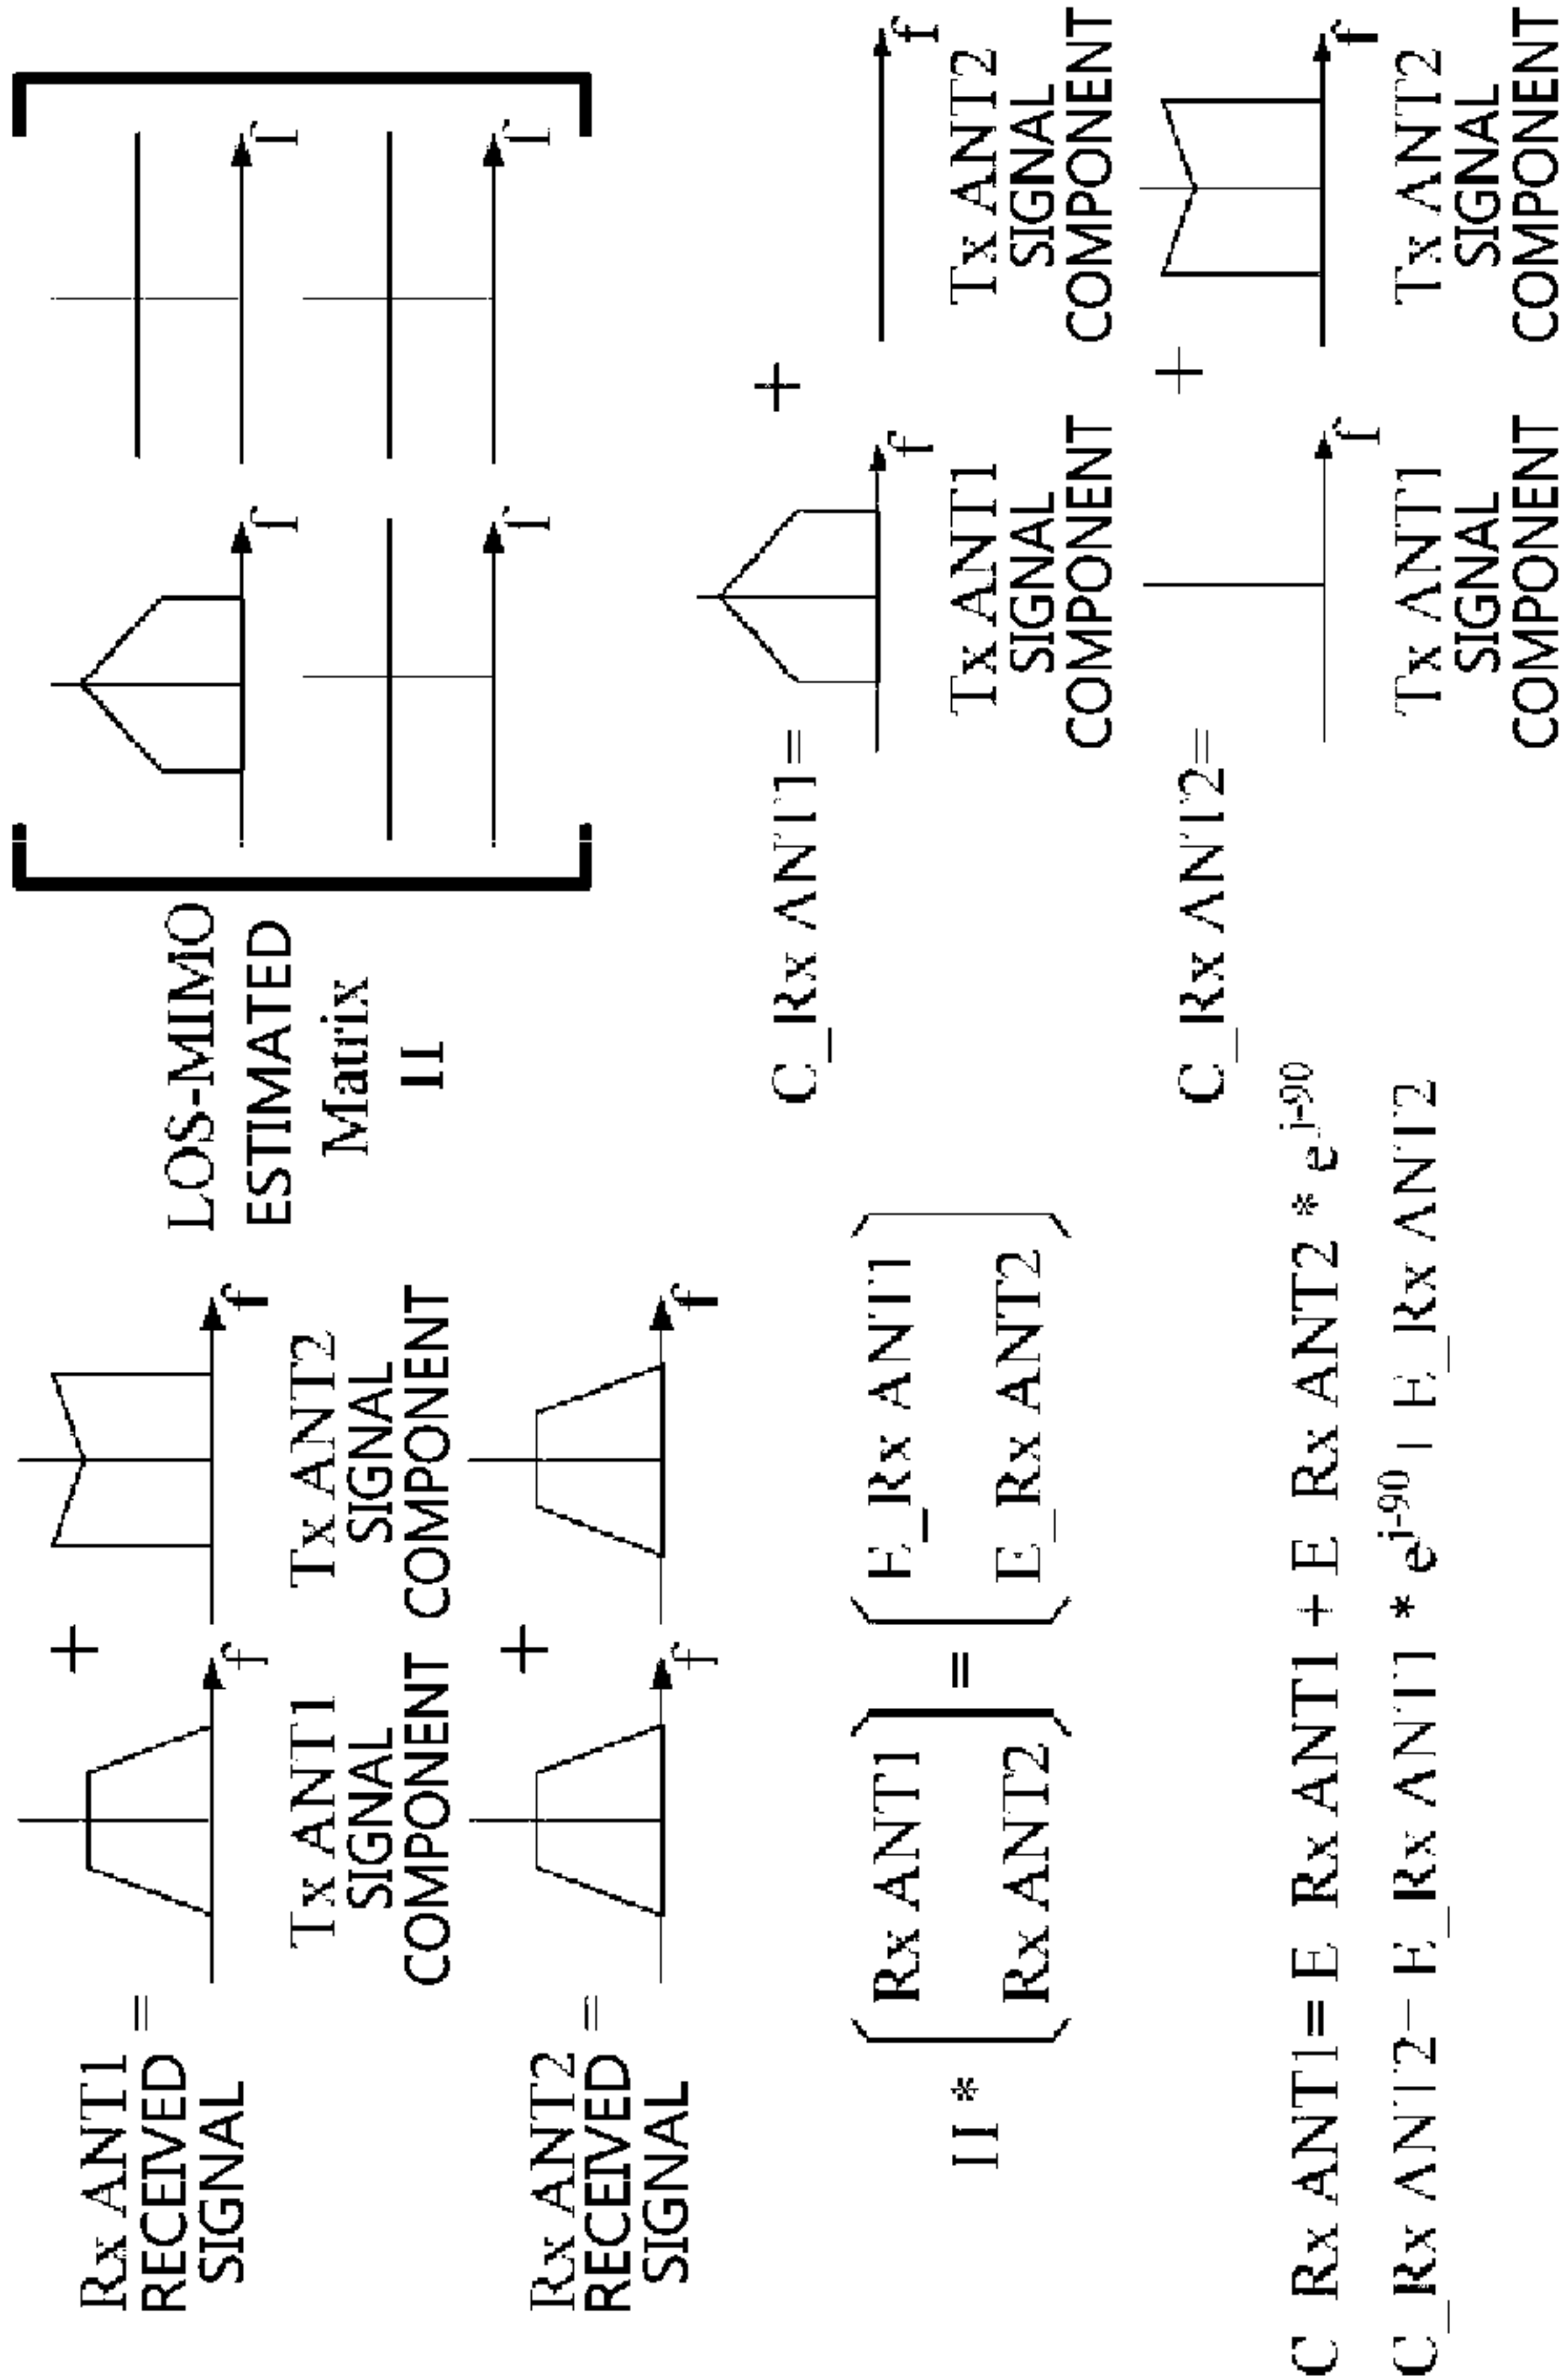 Rx ANT1
RECEIVED
SIGNAL
=
+
f
f
Tx ANT1
SIGNAL
COMPONENT
Tx ANT2
SIGNAL
COMPONENT
Rx ANT2
RECEIVED
SIGNAL
=
+
f
f
H * ( Rx ANT1 Rx ANT2 ) = ( E_Rx ANT1 E_Rx ANT2 )
C_Rx ANT1 = E_Rx ANT1 + E_Rx ANT2 * e^j-90
C_Rx ANT2 = E_Rx ANT1 * e^j-90 + E_Rx ANT2
LOS-MIMO
ESTIMATED
Matrix
H
f
f
f
f
C_Rx ANT1=
+
f
f
Tx ANT1
SIGNAL
COMPONENT
Tx ANT2
SIGNAL
COMPONENT
C_Rx ANT2=
+
f
f
Tx ANT1
SIGNAL
COMPONENT
Tx ANT2
SIGNAL
COMPONENT